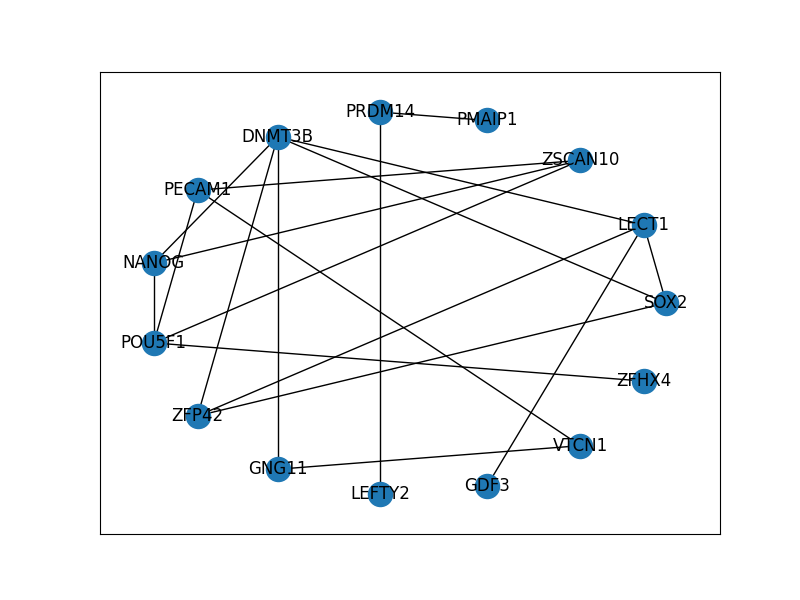 PRDM14
PMAIP1
DNMT3B
ZSCAN10
PECAM1
LECT1
NANOG
SOX2
POU5F1
ZFHX4
ZFP42
VTCN1
GNG11
GDF3
LEFTY2